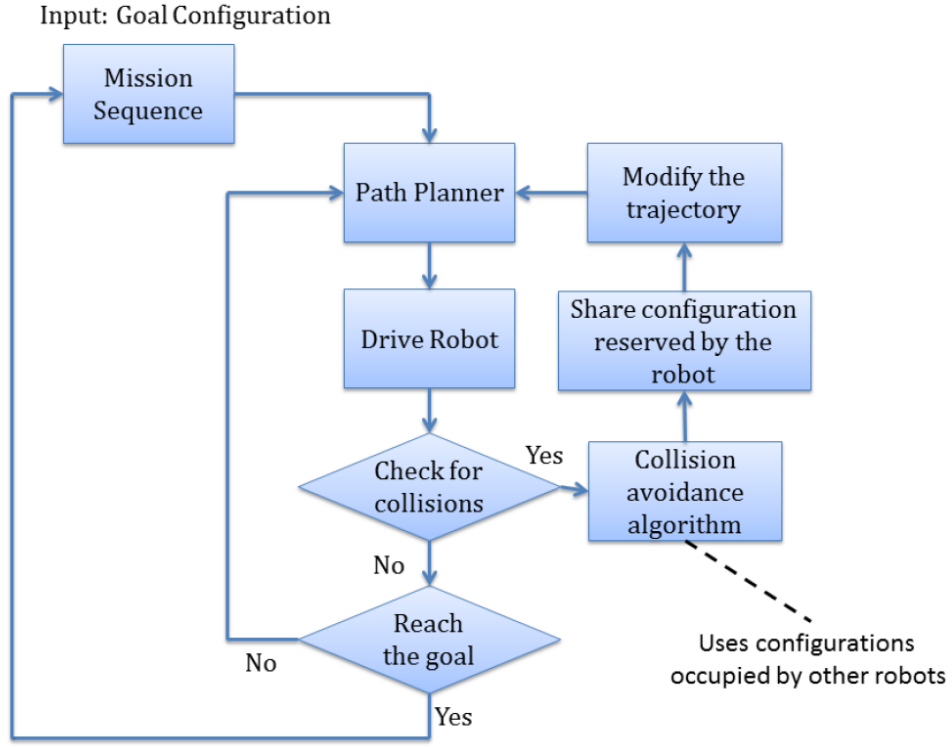 Input: Goal Configuration
Mission
Sequence
Path Planner
Modify the
trajectory
Drive Robot
Share configuration
reserved by the
robot
Check for
collisions
Yes
Collision
avoidance
algorithm
No
Reach
the goal
No
Yes
Uses configurations
occupied by other robots